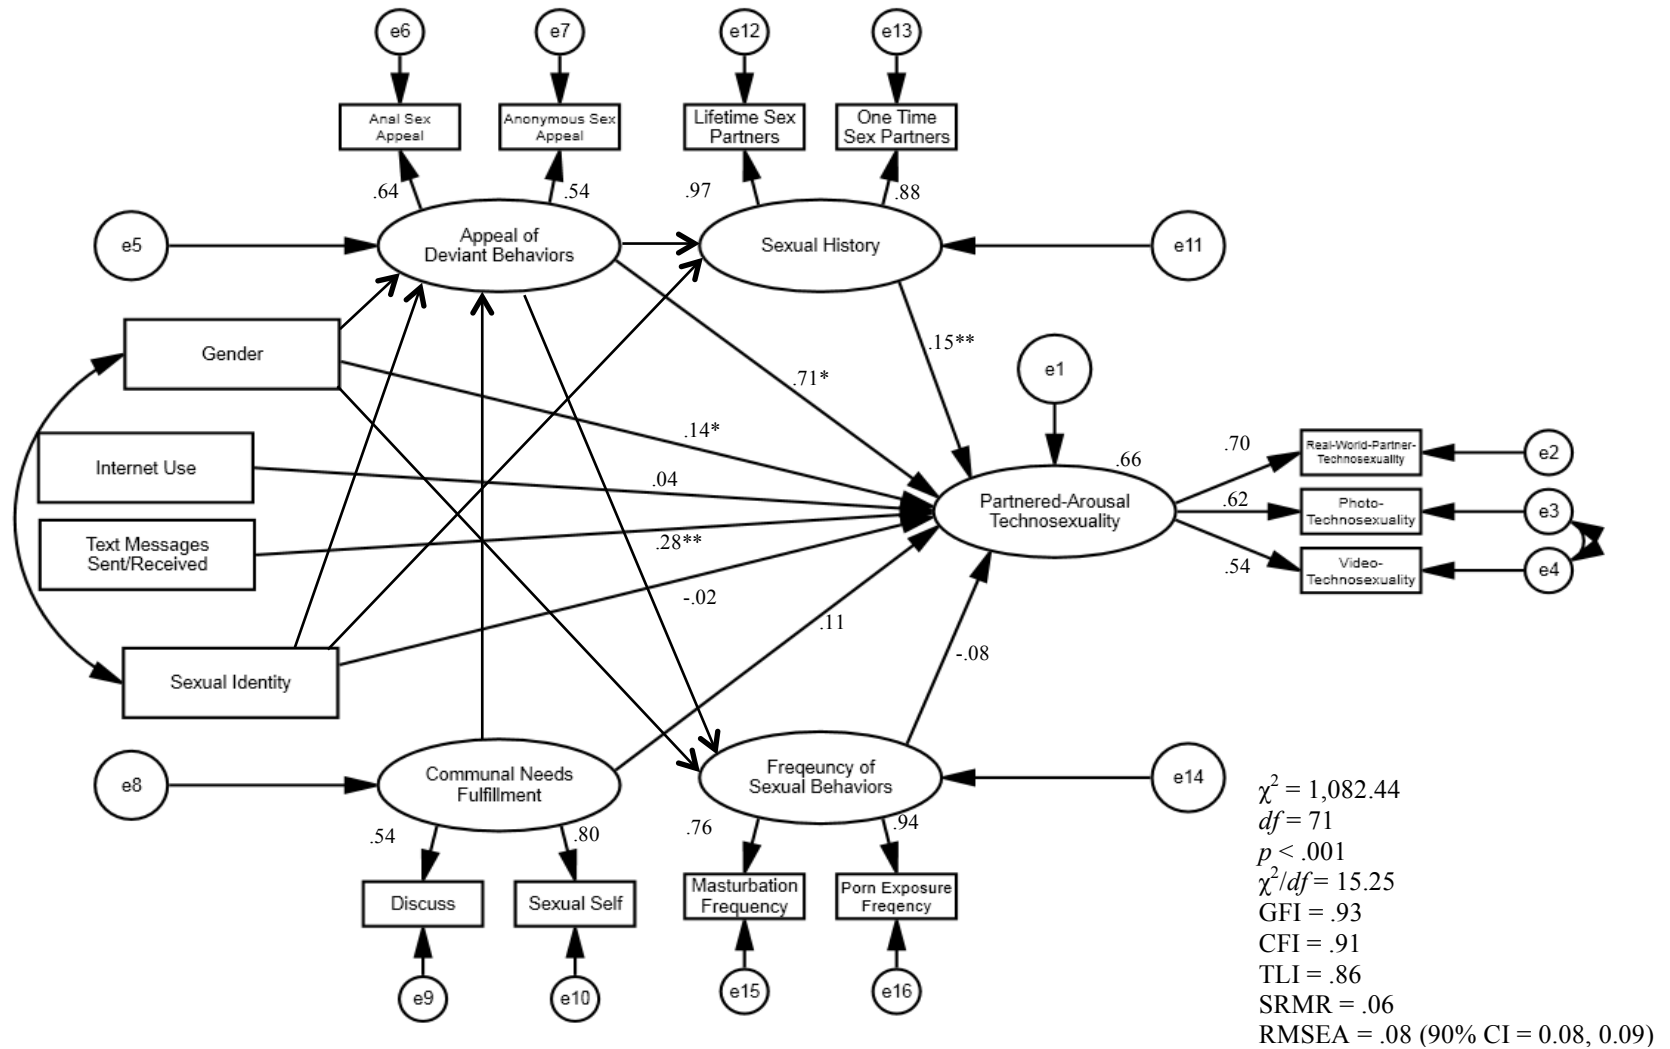 e6
e7
e12
e13
Anal Sex
Appeal
Anonymous Sex
Appeal
Lifetime Sex
Partners
One Time
Sex Partners
.64
.54
.97
.88
e5
Appeal of
Deviant Behaviors
Sexual History
e11
Gender
.15**
e1
.71*
.14*
Internet Use
.04
.66
.70
Real-World-Partner-
Technosexuality
e2
Partnered-Arousal
Technosexuality
.62
Photo-
Technosexuality
e3
Text Messages
Sent/Received
.28**
.54
Video-
Technosexuality
e4
-.02
.11
-.08
Sexual Identity
e8
Communal Needs
Fulfillment
Freqeuncy of
Sexual Behaviors
e14
.54
.80
.76
.94
Discuss
Sexual Self
Masturbation
Frequency
Porn Exposure
Freqency
e9
e10
e15
e16
χ² = 1,082.44
df = 71
p < .001
χ²/df = 15.25
GFI = .93
CFI = .91
TLI = .86
SRMR = .06
RMSEA = .08 (90% CI = 0.08, 0.09)